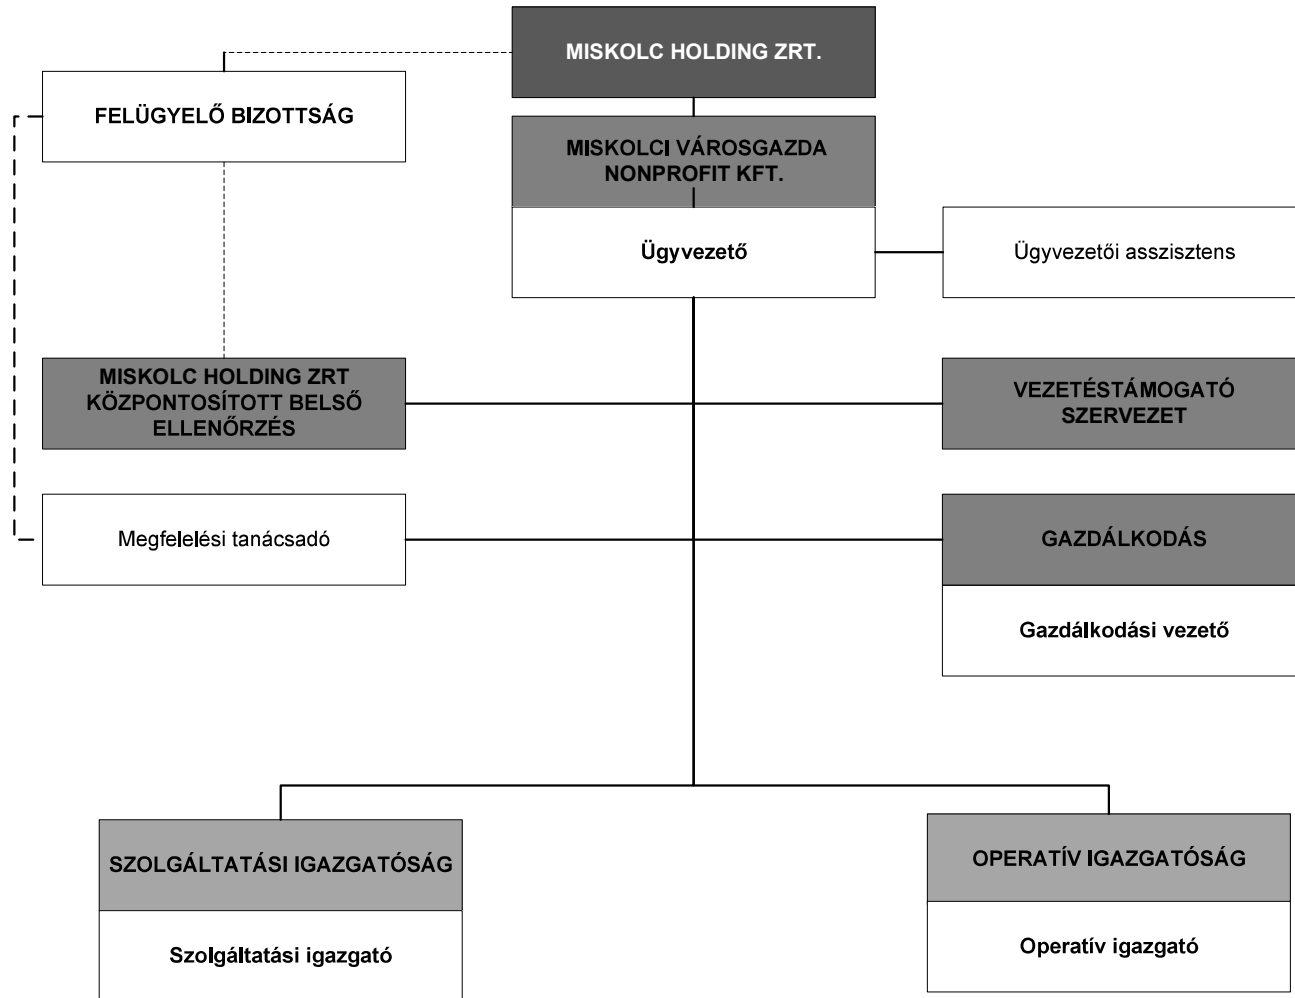 MISKOLC HOLDING ZRT.
FELÜGYELŐ BIZOTTSÁG
MISKOLCI VÁROSGAZDA
NONPROFIT KFT.
Ügyvezető
Ügyvezetői asszisztens
MISKOLC HOLDING ZRT
KÖZPONTOSÍTOTT BELSŐ
ELLENŐRZÉS
VEZETÉSTÁMOGATÓ
SZERVEZET
Megfelelési tanácsadó
GAZDÁLKODÁS
Gazdálkodási vezető
SZOLGÁLTATÁSI IGAZGATÓSÁG
Szolgáltatási igazgató
OPERATÍV IGAZGATÓSÁG
Operatív igazgató